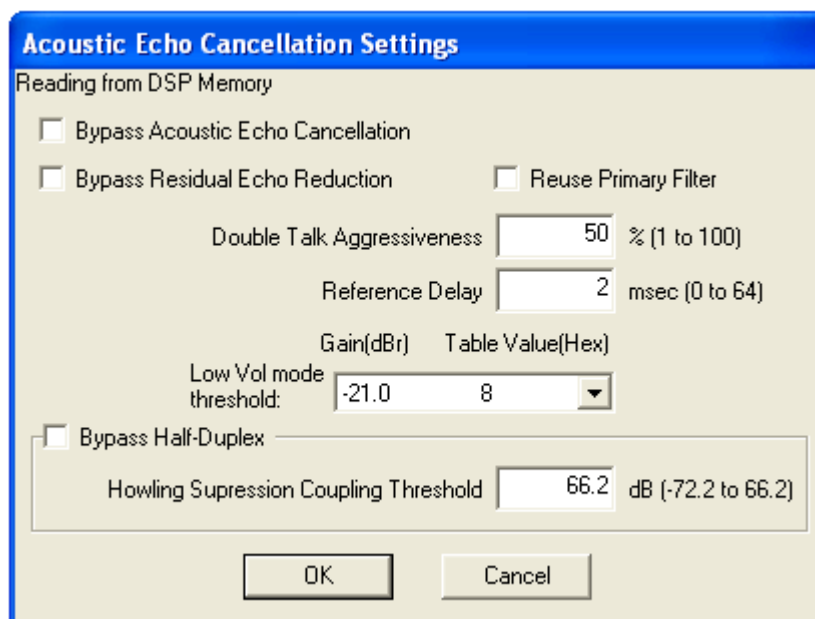 Acoustic Echo Cancellation Settings
Reading from DSP Memory
Bypass Acoustic Echo Cancellation
Bypass Residual Echo Reduction Reuse Primary Filter
Double Talk Aggressiveness 50 % (1 to 100)
Reference Delay 2 msec (0 to 64)
Gain(dBr) Table Value(Hex)
Low Vol mode
threshold: -21.0 8
Bypass Half-Duplex
Howling Supression Coupling Threshold 66.2 dB (-72.2 to 66.2)
OK Cancel